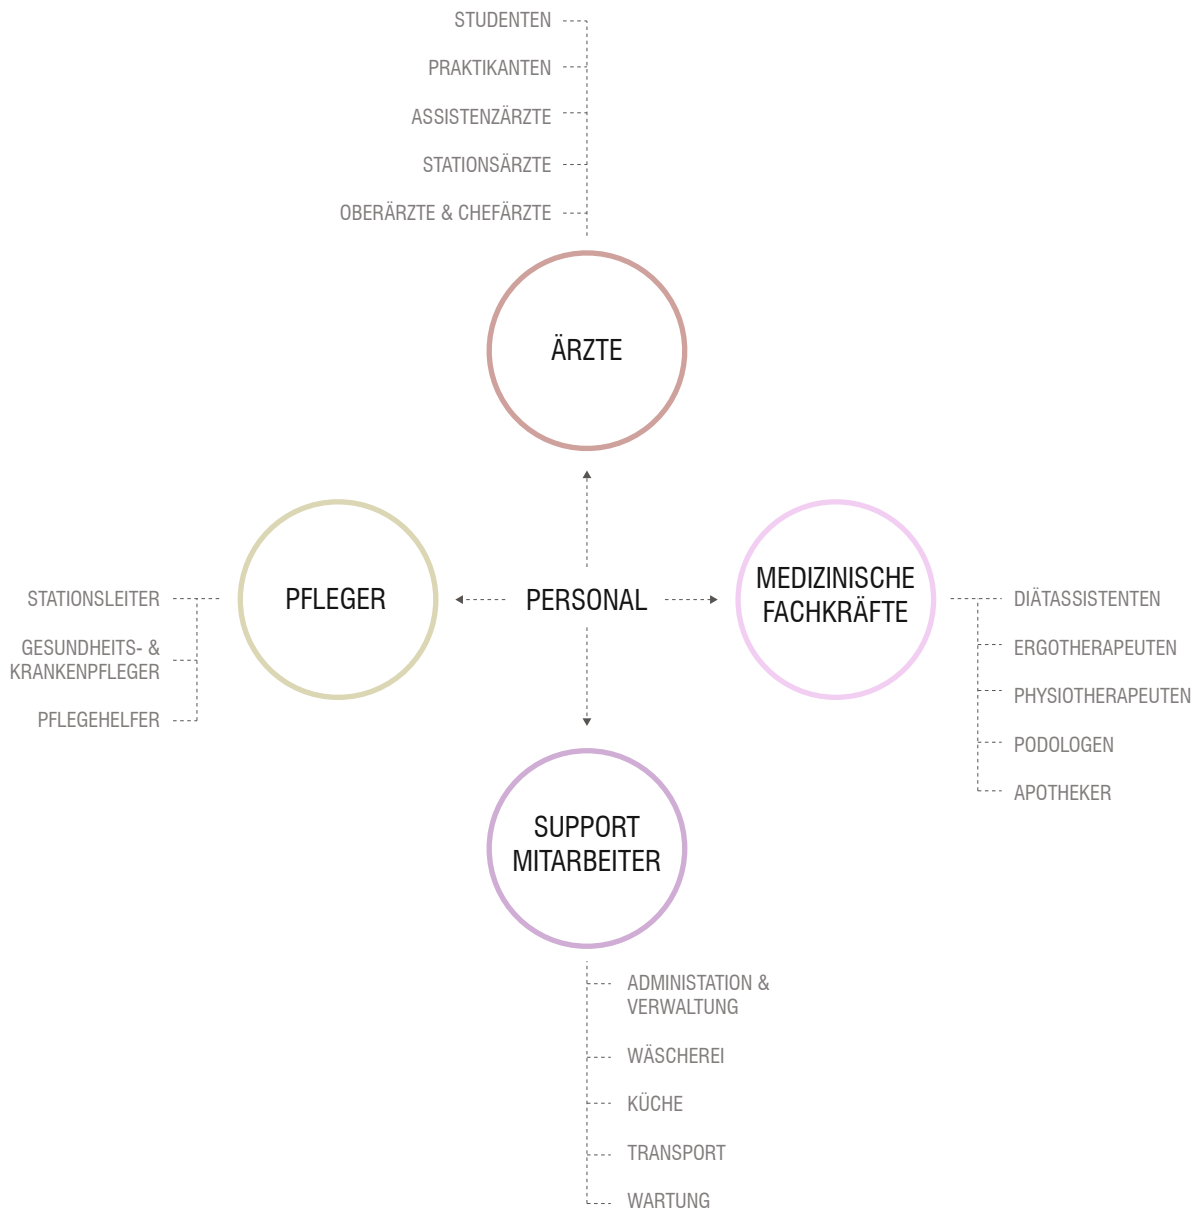 STUDENTEN
PRAKTIKANTEN
ASSISTENZÄRZTE
STATIONSÄRZTE
OBERÄRZTE & CHEFÄRZTE
ÄRZTE
PFLEGER
PERSONAL
MEDIZINISCHE
FACHKRÄFTE
STATIONSLEITER
GESUNDHEITS- &
KRANKENPFLEGER
PFLEGEHELFER
DIÄTASSISTENTEN
ERGOTHERAPEUTEN
PHYSIOTHERAPEUTEN
PODOLOGEN
APOTHEKER
SUPPORT
MITARBEITER
ADMINISTATION &
VERWALTUNG
WÄSCHEREI
KÜCHE
TRANSPORT
WARTUNG